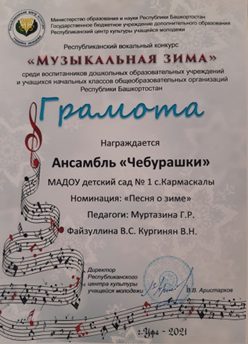 Министерство образования и науки Республики Башкортостан
Государственное бюджетное учреждение дополнительного образования
Республиканский центр культуры учащейся молодежи
Республиканский вокальный конкурс
«МУЗЫКАЛЬНАЯ ЗИМА»
среди воспитанников дошкольных образовательных учреждений
и учащихся начальных классов общеобразовательных организаций
Республики Башкортостан
Грамота
Награждается
Ансамбль «Чебурашки»
МАДОУ детский сад № 1 с.Кармаскалы
Номинация: «Песня о зиме»
Педагоги: Муртазина Г.Р.
Файзуллина В.С. Кургинян В.Н.
Директор
Республиканского
центра культуры
учащейся молодежи
В.В. Аристархов
г.Уфа - 2021